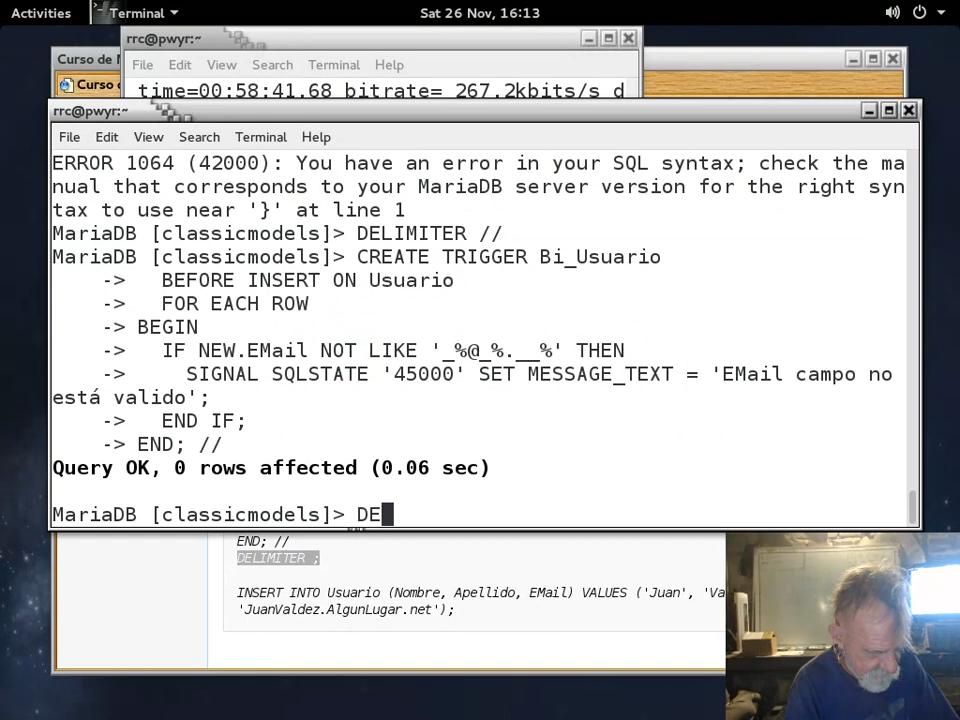 Activities
Terminal
Sat 26 Nov, 16:13
rrc@pwyr:~
Curso de
File Edit View Search Terminal Help
Curso
time=00:58:41.68 bitrate= 267.2kbits/s d
rrc@pwyr:~
File Edit View Search Terminal Help
ERROR 1064 (42000): You have an error in your SQL syntax; check the ma
nual that corresponds to your MariaDB server version for the right syn
tax to use near '}' at line 1
MariaDB [classicmodels]> DELIMITER //
MariaDB [classicmodels]> CREATE TRIGGER Bi_Usuario
-> BEFORE INSERT ON Usuario
-> FOR EACH ROW
-> BEGIN
-> IF NEW.EMail NOT LIKE '_%@_%.__%' THEN
-> SIGNAL SQLSTATE '45000' SET MESSAGE_TEXT = 'EMail campo no
está valido';
-> END IF;
-> END; //
Query OK, 0 rows affected (0.06 sec)
MariaDB [classicmodels]> DE
END; //
DELIMITER ;
INSERT INTO Usuario (Nombre, Apellido, EMail) VALUES ('Juan', 'Va
'JuanValdez.AlgunLugar.net');